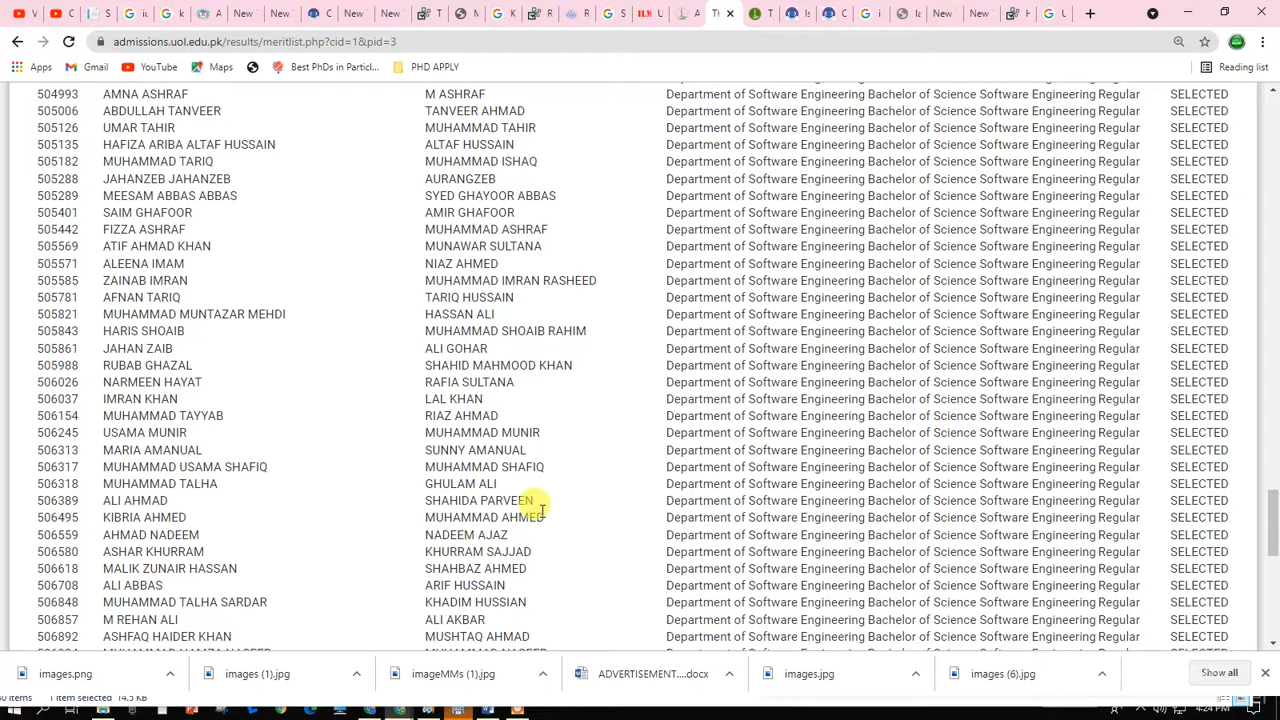 New
New
New
New
New
New
admissions.uol.edu.pk/results/meritlist.php?cid=1&pid=3
Apps Gmail YouTube Maps Best PhDs in Particl... PHD APPLY Reading list
504993 AMNA ASHRAF M ASHRAF Department of Software Engineering Bachelor of Science Software Engineering Regular SELECTED
505006 ABDULLAH TANVEER TANVEER AHMAD Department of Software Engineering Bachelor of Science Software Engineering Regular SELECTED
505126 UMAR TAHIR MUHAMMAD TAHIR Department of Software Engineering Bachelor of Science Software Engineering Regular SELECTED
505135 HAFIZA ARIBA ALTAF HUSSAIN ALTAF HUSSAIN Department of Software Engineering Bachelor of Science Software Engineering Regular SELECTED
505182 MUHAMMAD TARIQ MUHAMMAD ISHAQ Department of Software Engineering Bachelor of Science Software Engineering Regular SELECTED
505288 JAHANZEB JAHANZEB AURANGZEB Department of Software Engineering Bachelor of Science Software Engineering Regular SELECTED
505289 MEESAM ABBAS ABBAS SYED GHAYOOR ABBAS Department of Software Engineering Bachelor of Science Software Engineering Regular SELECTED
505401 SAIM GHAFOOR AMIR GHAFOOR Department of Software Engineering Bachelor of Science Software Engineering Regular SELECTED
505442 FIZZA ASHRAF MUHAMMAD ASHRAF Department of Software Engineering Bachelor of Science Software Engineering Regular SELECTED
505569 ATIF AHMAD KHAN MUNAWAR SULTANA Department of Software Engineering Bachelor of Science Software Engineering Regular SELECTED
505571 ALEENA IMAM NIAZ AHMED Department of Software Engineering Bachelor of Science Software Engineering Regular SELECTED
505585 ZAINAB IMRAN MUHAMMAD IMRAN RASHEED Department of Software Engineering Bachelor of Science Software Engineering Regular SELECTED
505781 AFNAN TARIQ TARIQ HUSSAIN Department of Software Engineering Bachelor of Science Software Engineering Regular SELECTED
505821 MUHAMMAD MUNTAZAR MEHDI HASSAN ALI Department of Software Engineering Bachelor of Science Software Engineering Regular SELECTED
505843 HARIS SHOAIB MUHAMMAD SHOAIB RAHIM Department of Software Engineering Bachelor of Science Software Engineering Regular SELECTED
505861 JAHAN ZAIB ALI GOHAR Department of Software Engineering Bachelor of Science Software Engineering Regular SELECTED
505988 RUBAB GHAZAL SHAHID MAHMOOD KHAN Department of Software Engineering Bachelor of Science Software Engineering Regular SELECTED
506026 NARMEEN HAYAT RAFIA SULTANA Department of Software Engineering Bachelor of Science Software Engineering Regular SELECTED
506037 IMRAN KHAN LAL KHAN Department of Software Engineering Bachelor of Science Software Engineering Regular SELECTED
506154 MUHAMMAD TAYYAB RIAZ AHMAD Department of Software Engineering Bachelor of Science Software Engineering Regular SELECTED
506245 USAMA MUNIR MUHAMMAD MUNIR Department of Software Engineering Bachelor of Science Software Engineering Regular SELECTED
506313 MARIA AMANUAL SUNNY AMANUAL Department of Software Engineering Bachelor of Science Software Engineering Regular SELECTED
506317 MUHAMMAD USAMA SHAFIQ MUHAMMAD SHAFIQ Department of Software Engineering Bachelor of Science Software Engineering Regular SELECTED
506318 MUHAMMAD TALHA GHULAM ALI Department of Software Engineering Bachelor of Science Software Engineering Regular SELECTED
506389 ALI AHMAD SHAHIDA PARVEEN Department of Software Engineering Bachelor of Science Software Engineering Regular SELECTED
506495 KIBRIA AHMED MUHAMMAD AHMED Department of Software Engineering Bachelor of Science Software Engineering Regular SELECTED
506559 AHMAD NADEEM NADEEM AJAZ Department of Software Engineering Bachelor of Science Software Engineering Regular SELECTED
506580 ASHAR KHURRAM KHURRAM SAJJAD Department of Software Engineering Bachelor of Science Software Engineering Regular SELECTED
506618 MALIK ZUNAIR HASSAN SHAHBAZ AHMED Department of Software Engineering Bachelor of Science Software Engineering Regular SELECTED
506708 ALI ABBAS ARIF HUSSAIN Department of Software Engineering Bachelor of Science Software Engineering Regular SELECTED
506848 MUHAMMAD TALHA SARDAR KHADIM HUSSIAN Department of Software Engineering Bachelor of Science Software Engineering Regular SELECTED
506857 M REHAN ALI ALI AKBAR Department of Software Engineering Bachelor of Science Software Engineering Regular SELECTED
506892 ASHFAQ HAIDER KHAN MUSHTAQ AHMAD Department of Software Engineering Bachelor of Science Software Engineering Regular SELECTED
images.png images (1).jpg imageMMs (1).jpg ADVERTISEMENT....docx images.jpg images (6).jpg Show all
items 1 item selected 14.5 KB
4:24 PM